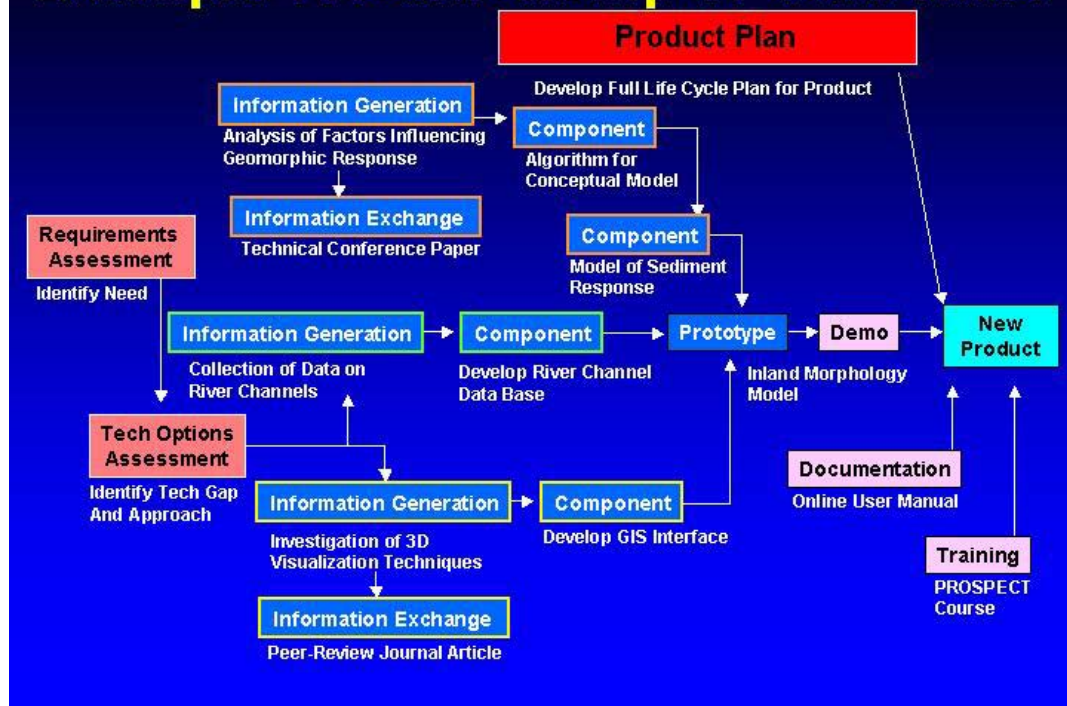 Product Plan
Develop Full Life Cycle Plan for Product
Information Generation
Analysis of Factors Influencing
Geomorphic Response
Component
Algorithm for
Conceptual Model
Information Exchange
Technical Conference Paper
Component
Model of Sediment
Response
Requirements
Assessment
Identify Need
Information Generation
Collection of Data on
River Channels
Component
Develop River Channel
Data Base
Prototype
Demo
Inland Morphology
Model
New
Product
Tech Options
Assessment
Identify Tech Gap
And Approach
Information Generation
Investigation of 3D
Visualization Techniques
Component
Develop GIS Interface
Documentation
Online User Manual
Training
PROSPECT
Course
Information Exchange
Peer-Review Journal Article